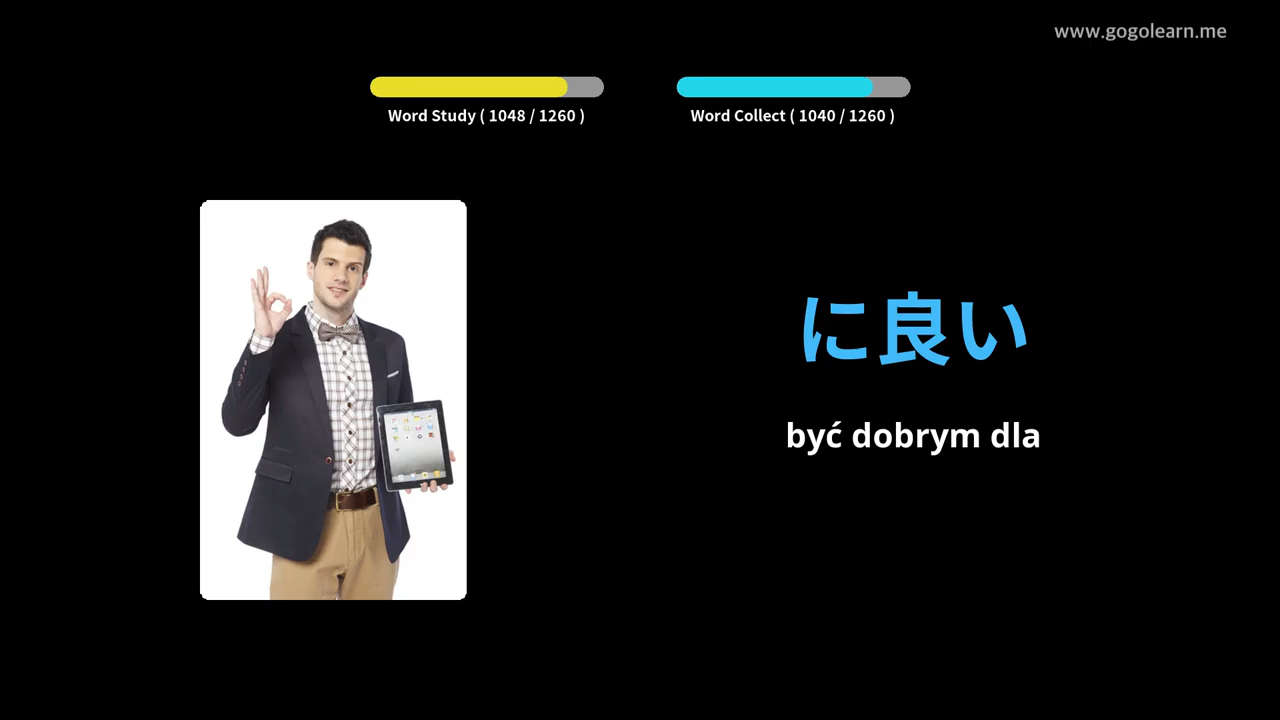 www.gogolearn.me
Word Study ( 1048 / 1260 )
Word Collect ( 1040 / 1260 )
に良い
być dobrym dla